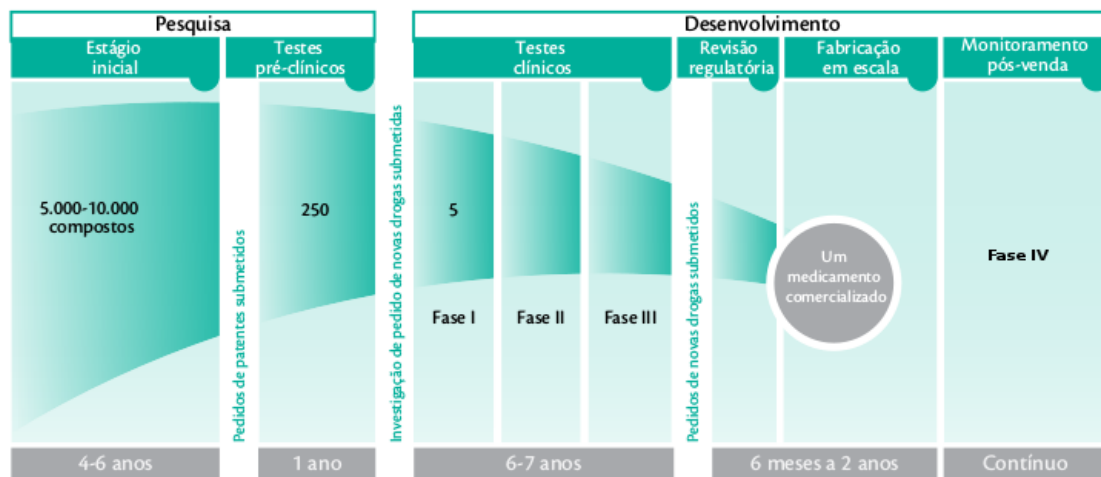 Pesquisa
Desenvolvimento
Estágio
inicial
Testes
pré-clínicos
Testes
clínicos
Revisão
regulatória
Fabricação
em escala
Monitoramento
pós-venda
5.000-10.000
compostos
Pedidos de patentes submetidos
250
Investigação de pedido de novas drogas submetidas
5
Fase I
Fase II
Fase III
Pedidos de novas drogas submetidos
Um
medicamento
comercializado
Fase IV
4-6 anos
1 ano
6-7 anos
6 meses a 2 anos
Contínuo